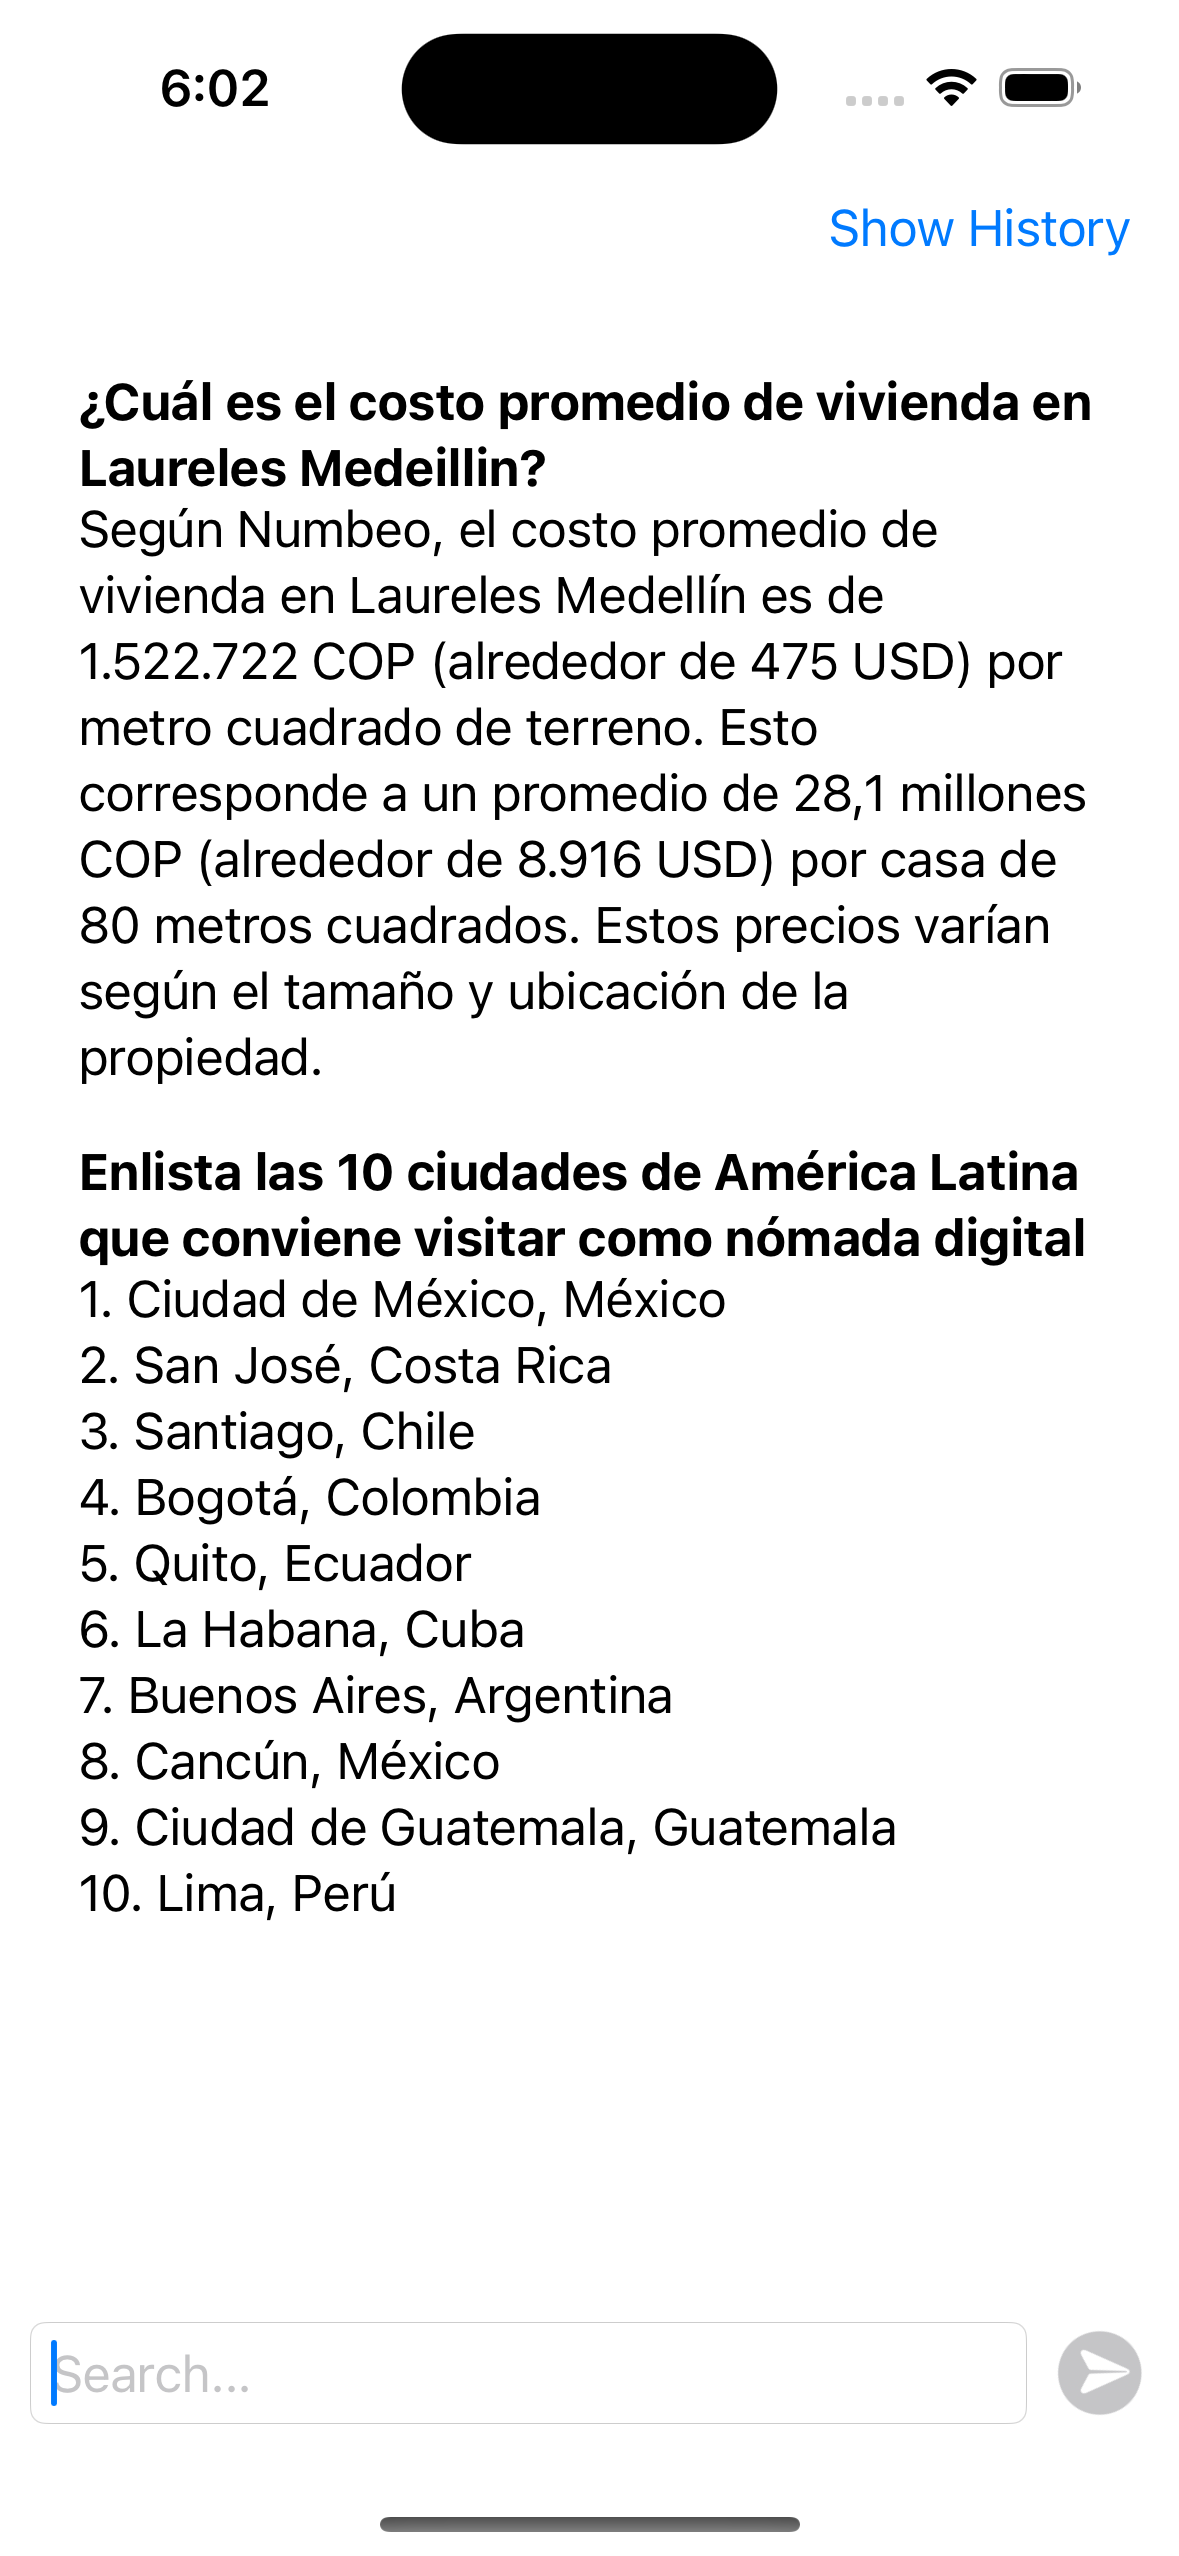 6:02
Show History
¿Cuál es el costo promedio de vivienda en
Laureles Medeillin?
Según Numbeo, el costo promedio de
vivienda en Laureles Medellín es de
1.522.722 COP (alrededor de 475 USD) por
metro cuadrado de terreno. Esto
corresponde a un promedio de 28,1 millones
COP (alrededor de 8.916 USD) por casa de
80 metros cuadrados. Estos precios varían
según el tamaño y ubicación de la
propiedad.
Enlista las 10 ciudades de América Latina
que conviene visitar como nómada digital
1. Ciudad de México, México
2. San José, Costa Rica
3. Santiago, Chile
4. Bogotá, Colombia
5. Quito, Ecuador
6. La Habana, Cuba
7. Buenos Aires, Argentina
8. Cancún, México
9. Ciudad de Guatemala, Guatemala
10. Lima, Perú
Search...